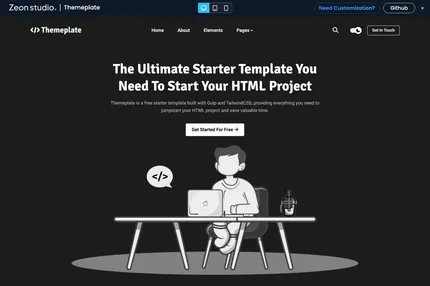 Zeon studio. | Themeplate
Need Customization? Github
</> Themeplate Home About Elements Pages Get In Touch
The Ultimate Starter Template You
Need To Start Your HTML Project
Themeplate is a free starter template built with Gulp and TailwindCSS, providing everything you need to
jumpstart your HTML project and save valuable time.
Get Started For Free →
</>